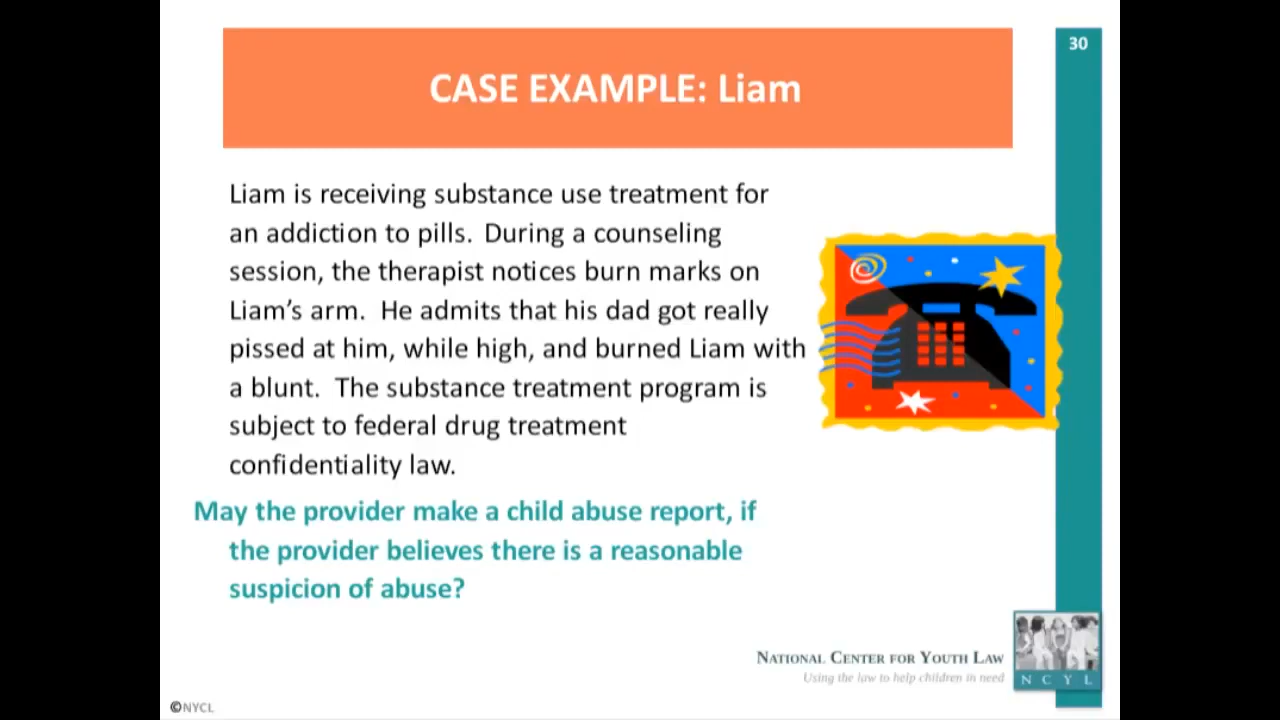 30
CASE EXAMPLE: Liam
Liam is receiving substance use treatment for
an addiction to pills. During a counseling
session, the therapist notices burn marks on
Liam's arm. He admits that his dad got really
pissed at him, while high, and burned Liam with
a blunt. The substance treatment program is
subject to federal drug treatment
confidentiality law.
May the provider make a child abuse report, if
the provider believes there is a reasonable
suspicion of abuse?
NATIONAL CENTER FOR YOUTH LAW
Using the law to help children in need
N C Y L
©NYCL